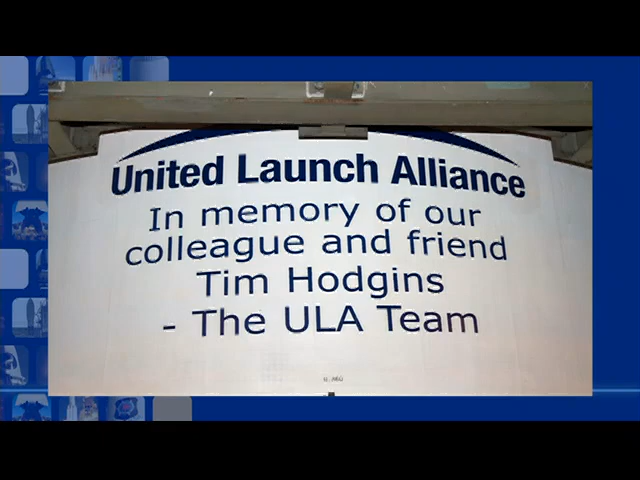 United Launch Alliance
In memory of our
colleague and friend
Tim Hodgins
- The ULA Team